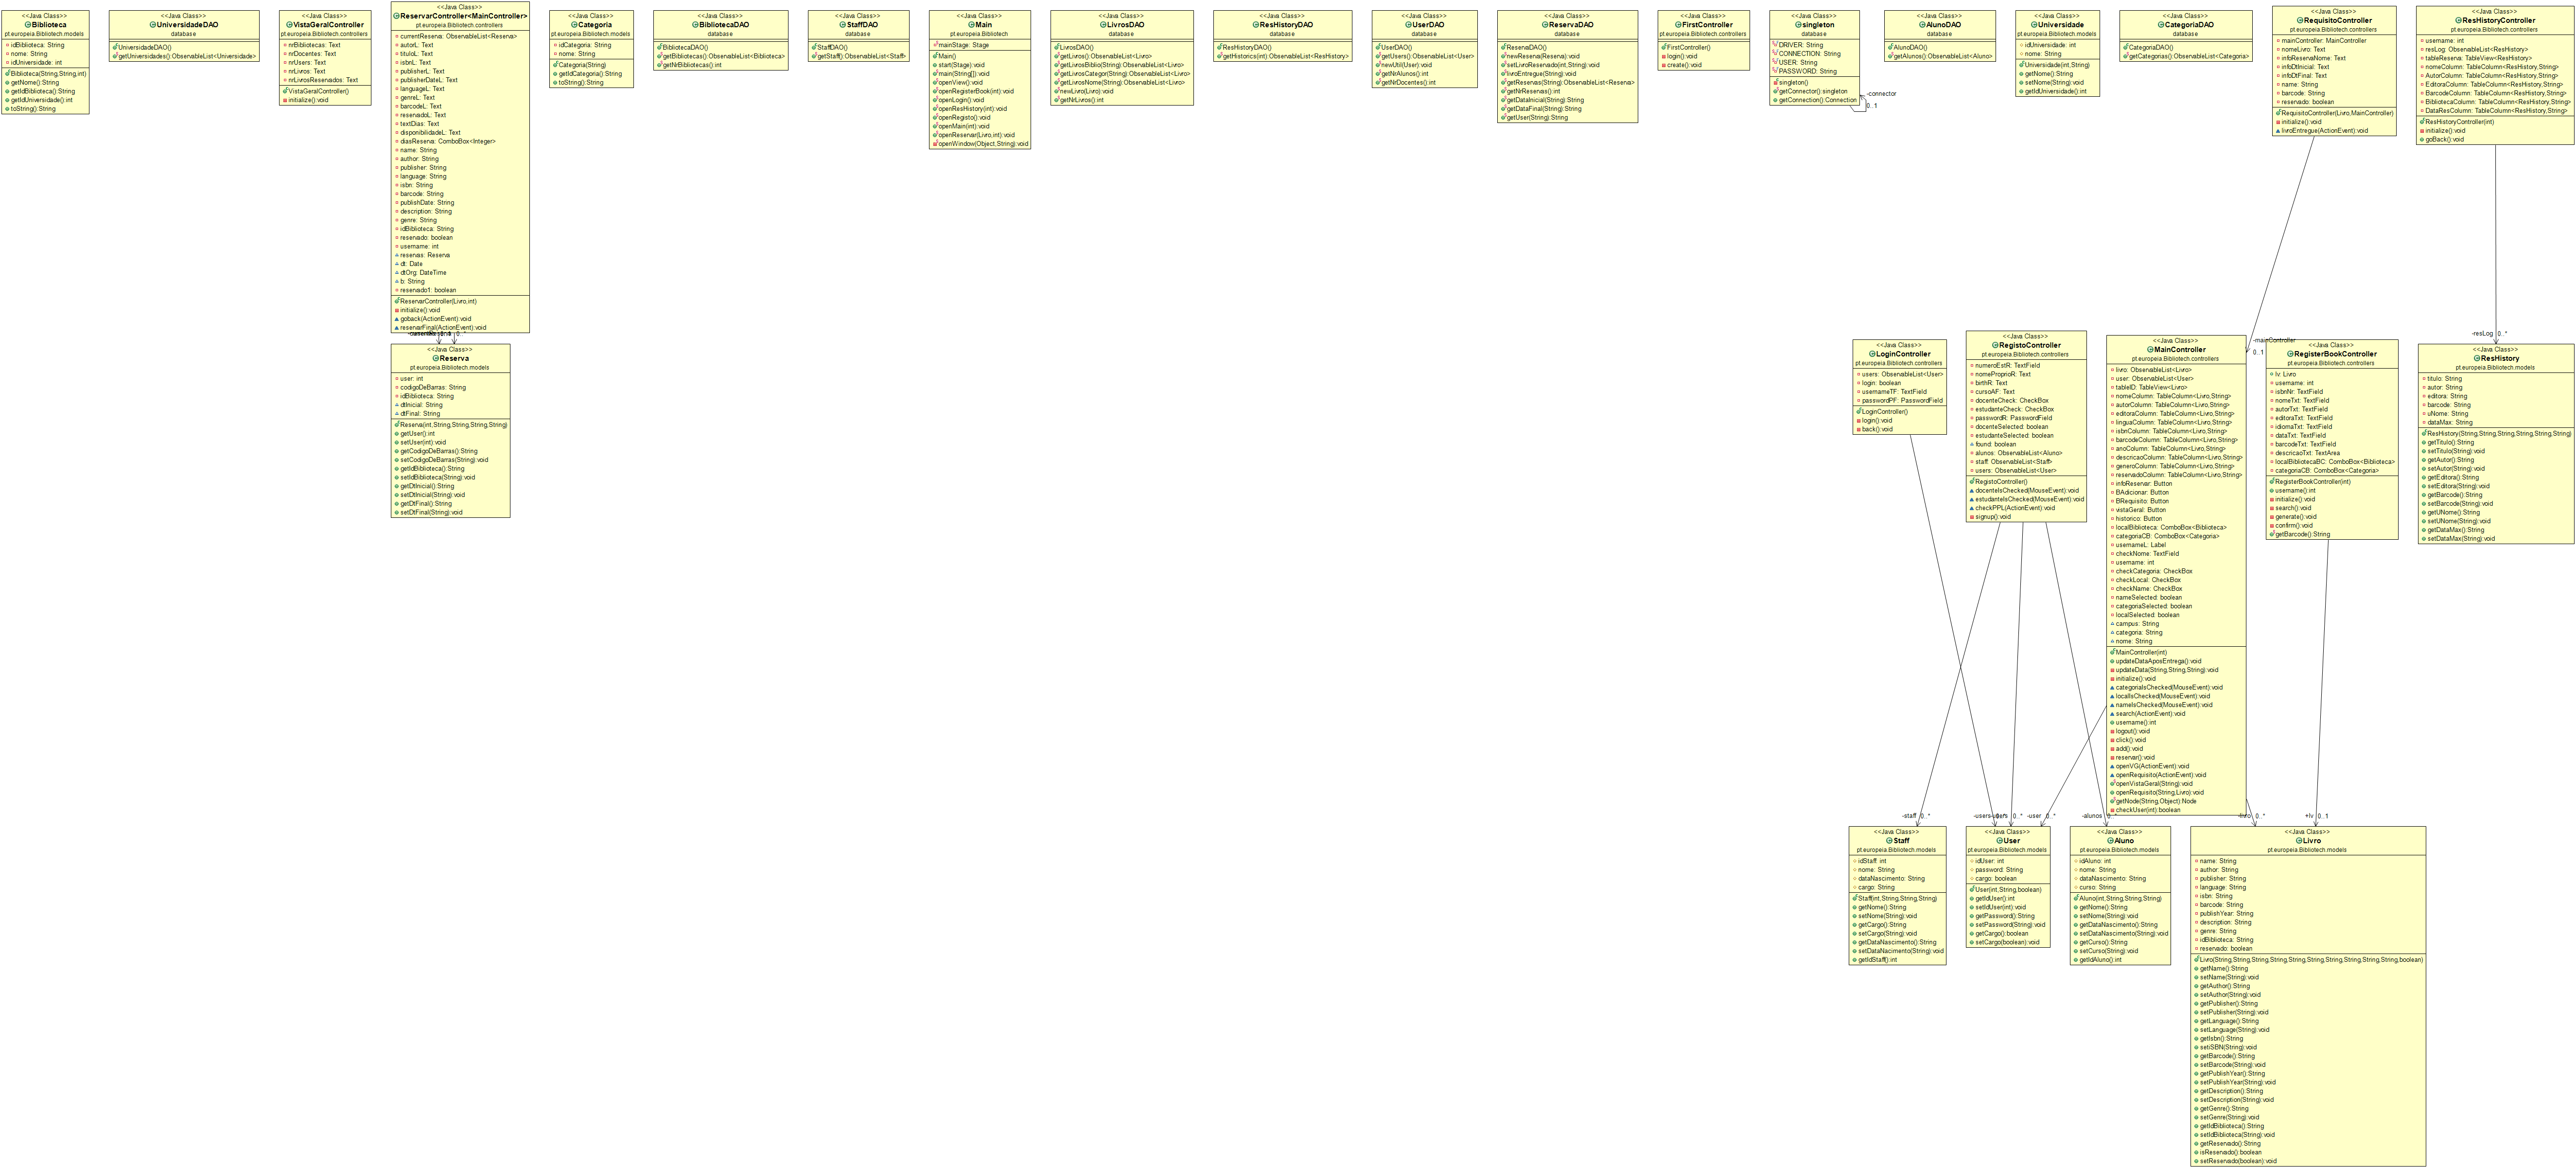 <<Java Class>>
Biblioteca
pt.europeia.Bibliotech.models
idBiblioteca: String
nome: String
idUniversidade: int
Biblioteca(String,String,int)
getNome():String
getIdBiblioteca():String
getIdUniversidade():int
toString():String
<<Java Class>>
UniversidadeDAO
database
UniversidadeDAO()
getUniversidades():ObservableList<Universidade>
<<Java Class>>
VistaGeralController
pt.europeia.Bibliotech.controllers
nrBibliotecas: Text
nrDocentes: Text
nrUsers: Text
nrLivros: Text
nrLivrosReservados: Text
VistaGeralController()
initialize():void
<<Java Class>>
ReservarController<MainController>
pt.europeia.Bibliotech.controllers
currentReserva: ObservableList<Reserva>
autorL: Text
tituloL: Text
isbnL: Text
publisherL: Text
publisherDateL: Text
languageL: Text
genreL: Text
barcodeL: Text
reservadoL: Text
textDias: Text
disponibilidadeL: Text
diasReserva: ComboBox<Integer>
name: String
author: String
publisher: String
language: String
isbn: String
barcode: String
publishDate: String
description: String
genre: String
idBiblioteca: String
reservado: boolean
username: int
reservas: Reserva
dt: Date
dtOrg: DateTime
b: String
reservado1: boolean
ReservarController(Livro,int)
initialize():void
goback(ActionEvent):void
reservarFinal(ActionEvent):void
<<Java Class>>
Categoria
pt.europeia.Bibliotech.models
idCategoria: String
nome: String
Categoria(String)
getIdCategoria():String
toString():String
<<Java Class>>
BibliotecaDAO
database
BibliotecaDAO()
getBibliotecas():ObservableList<Biblioteca>
getNrBibliotecas():int
<<Java Class>>
StaffDAO
database
StaffDAO()
getStaff():ObservableList<Staff>
<<Java Class>>
Main
pt.europeia.Bibliotech
mainStage: Stage
Main()
start(Stage):void
main(String[]):void
openView():void
openRegisterBook(int):void
openLogin():void
openResHistory(int):void
openRegisto():void
openMain(int):void
openReservar(Livro,int):void
openWindow(Object,String):void
<<Java Class>>
LivrosDAO
database
LivrosDAO()
getLivros():ObservableList<Livro>
getLivrosBiblio(String):ObservableList<Livro>
getLivrosCategor(String):ObservableList<Livro>
getLivrosNome(String):ObservableList<Livro>
newLivro(Livro):void
getNrLivros():int
<<Java Class>>
ResHistoryDAO
database
ResHistoryDAO()
getHistorics(int):ObservableList<ResHistory>
<<Java Class>>
UserDAO
database
UserDAO()
getUsers():ObservableList<User>
newUtil(User):void
getNrAlunos():int
getNrDocentes():int
<<Java Class>>
ReservaDAO
database
ReservaDAO()
newReserva(Reserva):void
setLivroReservado(int,String):void
livroEntregue(String):void
getReservas(String):ObservableList<Reserva>
getNrReservas():int
getDataInicial(String):String
getDataFinal(String):String
getUser(String):String
<<Java Class>>
FirstController
pt.europeia.Bibliotech.controllers
FirstController()
login():void
create():void
<<Java Class>>
singleton
database
DRIVER: String
CONNECTION: String
USER: String
PASSWORD: String
singleton()
getConnector():singleton
getConnection():Connection
-connector
0..1
<<Java Class>>
AlunoDAO
database
AlunoDAO()
getAlunos():ObservableList<Aluno>
<<Java Class>>
Universidade
pt.europeia.Bibliotech.models
idUniversidade: int
nome: String
Universidade(int,String)
getNome():String
setNome(String):void
getIdUniversidade():int
<<Java Class>>
CategoriaDAO
database
CategoriaDAO()
getCategorias():ObservableList<Categoria>
<<Java Class>>
RequisitoController
pt.europeia.Bibliotech.controllers
mainController: MainController
nomeLivro: Text
infoReservaNome: Text
infoDtInicial: Text
infoDtFinal: Text
name: String
barcode: String
reservado: boolean
RequisitoController(Livro,MainController)
initialize():void
livroEntregue(ActionEvent):void
<<Java Class>>
ResHistoryController
pt.europeia.Bibliotech.controllers
username: int
resLog: ObservableList<ResHistory>
tableReserva: TableView<ResHistory>
nomeColumn: TableColumn<ResHistory,String>
AutorColumn: TableColumn<ResHistory,String>
EditoraColumn: TableColumn<ResHistory,String>
BarcodeColumn: TableColumn<ResHistory,String>
BibliotecaColumn: TableColumn<ResHistory,String>
DataResColumn: TableColumn<ResHistory,String>
ResHistoryController(int)
initialize():void
goBack():void
0..*
<<Java Class>>
Reserva
pt.europeia.Bibliotech.models
user: int
codigoDeBarras: String
idBiblioteca: String
dtInicial: String
dtFinal: String
Reserva(int,String,String,String,String)
getUser():int
setUser(int):void
getCodigoDeBarras():String
setCodigoDeBarras(String):void
getIdBiblioteca():String
setIdBiblioteca(String):void
getDtInicial():String
setDtInicial(String):void
getDtFinal():String
setDtFinal(String):void
<<Java Class>>
LoginController
pt.europeia.Bibliotech.controllers
users: ObservableList<User>
login: boolean
usernameTF: TextField
passwordPF: PasswordField
LoginController()
login():void
back():void
<<Java Class>>
RegistoController
pt.europeia.Bibliotech.controllers
numeroEstR: TextField
nomeProprioR: Text
birthR: Text
cursoAF: Text
docenteCheck: CheckBox
estudanteCheck: CheckBox
passwordR: PasswordField
docenteSelected: boolean
estudanteSelected: boolean
found: boolean
alunos: ObservableList<Aluno>
staff: ObservableList<Staff>
users: ObservableList<User>
RegistoController()
docenteIsChecked(MouseEvent):void
estudanteIsChecked(MouseEvent):void
checkPPL(ActionEvent):void
signup():void
<<Java Class>>
MainController
pt.europeia.Bibliotech.controllers
livro: ObservableList<Livro>
user: ObservableList<User>
tableID: TableView<Livro>
nomeColumn: TableColumn<Livro,String>
autorColumn: TableColumn<Livro,String>
editoraColumn: TableColumn<Livro,String>
linguaColumn: TableColumn<Livro,String>
isbnColumn: TableColumn<Livro,String>
barcodeColumn: TableColumn<Livro,String>
anoColumn: TableColumn<Livro,String>
descricaoColumn: TableColumn<Livro,String>
generoColumn: TableColumn<Livro,String>
reservadoColumn: TableColumn<Livro,String>
infoReservar: Button
BAdicionar: Button
BRequisito: Button
vistaGeral: Button
historico: Button
localBiblioteca: ComboBox<Biblioteca>
categoriaCB: ComboBox<Categoria>
usernameL: Label
checkNome: TextField
username: int
checkCategoria: CheckBox
checkLocal: CheckBox
checkName: CheckBox
nameSelected: boolean
categoriaSelected: boolean
localSelected: boolean
campus: String
categoria: String
nome: String
MainController(int)
updateDataAposEntrega():void
updateData(String,String,String):void
initialize():void
categoriaIsChecked(MouseEvent):void
localIsChecked(MouseEvent):void
nameIsChecked(MouseEvent):void
search(ActionEvent):void
username():int
logout():void
click():void
add():void
reservar():void
openVG(ActionEvent):void
openRequisito(ActionEvent):void
openVistaGeral(String):void
openRequisito(String,Livro):void
getNode(String,Object):Node
checkUser(int):boolean
-mainController
0..1
<<Java Class>>
RegisterBookController
pt.europeia.Bibliotech.controllers
lv: Livro
username: int
isbnNr: TextField
nomeTxt: TextField
autorTxt: TextField
editoraTxt: TextField
idiomaTxt: TextField
dataTxt: TextField
barcodeTxt: TextField
descricaoTxt: TextArea
localBibliotecaBC: ComboBox<Biblioteca>
categoriaCB: ComboBox<Categoria>
RegisterBookController(int)
username():int
initialize():void
search():void
generate():void
confirm():void
getBarcode():String
-resLog 0..*
<<Java Class>>
ResHistory
pt.europeia.Bibliotech.models
titulo: String
autor: String
editora: String
barcode: String
uNome: String
dataMax: String
ResHistory(String,String,String,String,String,String)
getTitulo():String
setTitulo(String):void
getAutor():String
setAutor(String):void
getEditora():String
setEditora(String):void
getBarcode():String
setBarcode(String):void
getUNome():String
setUNome(String):void
getDataMax():String
setDataMax(String):void
-staff 0..*
<<Java Class>>
Staff
pt.europeia.Bibliotech.models
idStaff: int
nome: String
dataNascimento: String
cargo: String
Staff(int,String,String,String)
getNome():String
setNome(String):void
getCargo():String
setCargo(String):void
getDataNascimento():String
setDataNacimento(String):void
getIdStaff():int
-users
0..*
-user 0..*
<<Java Class>>
User
pt.europeia.Bibliotech.models
idUser: int
password: String
cargo: boolean
User(int,String,boolean)
getIdUser():int
setIdUser(int):void
getPassword():String
setPassword(String):void
getCargo():boolean
setCargo(boolean):void
-alunos 0..*
<<Java Class>>
Aluno
pt.europeia.Bibliotech.models
idAluno: int
nome: String
dataNascimento: String
curso: String
Aluno(int,String,String,String)
getNome():String
setNome(String):void
getDataNascimento():String
setDataNascimento(String):void
getCurso():String
setCurso(String):void
getIdAluno():int
-livro 0..*
+lv 0..1
<<Java Class>>
Livro
pt.europeia.Bibliotech.models
name: String
author: String
publisher: String
language: String
isbn: String
barcode: String
publishYear: String
description: String
genre: String
idBiblioteca: String
reservado: boolean
Livro(String,String,String,String,String,String,String,String,String,String,boolean)
getName():String
setName(String):void
getAuthor():String
setAuthor(String):void
getPublisher():String
setPublisher(String):void
getLanguage():String
setLanguage(String):void
getIsbn():String
setiSBN(String):void
getBarcode():String
setBarcode(String):void
getPublishYear():String
setPublishYear(String):void
getDescription():String
setDescription(String):void
getGenre():String
setGenre(String):void
getIdBiblioteca():String
setIdBiblioteca(String):void
getReservado():String
isReservado():boolean
setReservado(boolean):void